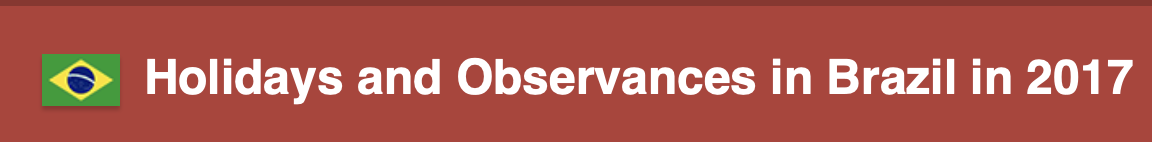 Holidays and Observances in Brazil in 2017